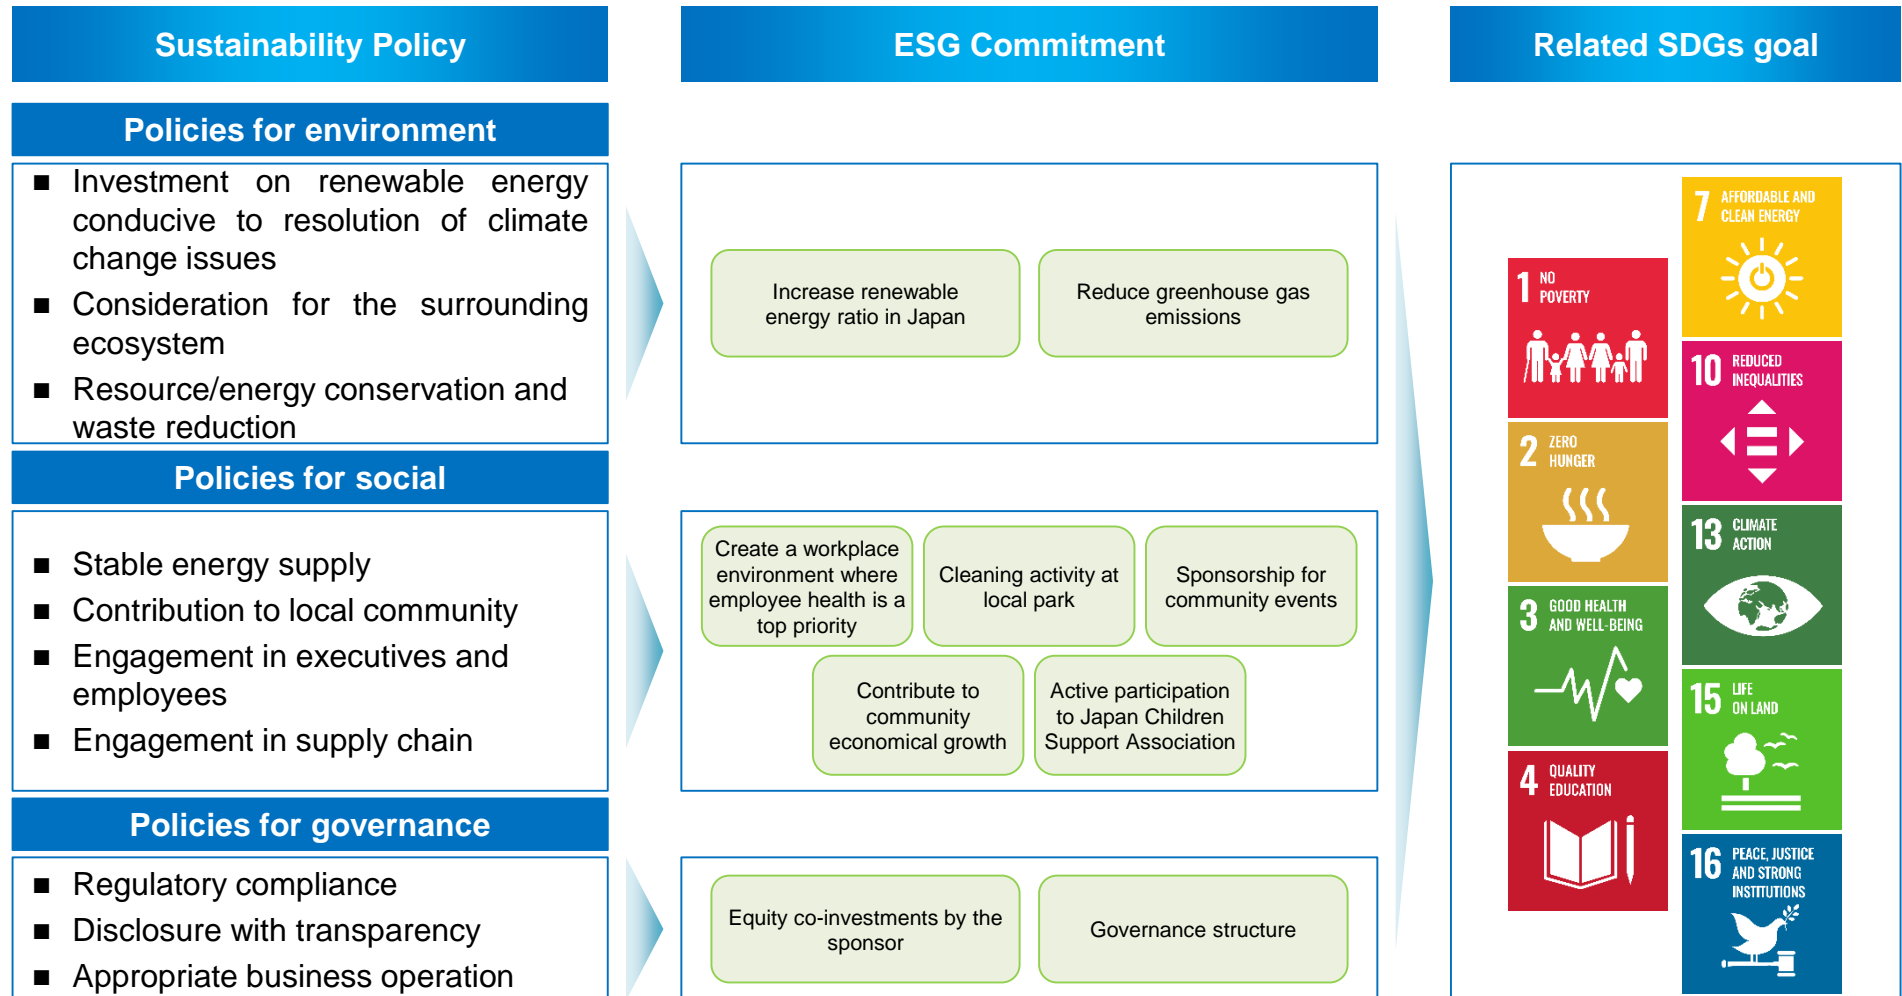 Sustainability Policy
ESG Commitment
Related SDGs goal
Policies for environment
■ Investment on renewable energy
conducive to resolution of climate
change issues
■ Consideration for the surrounding
ecosystem
■ Resource/energy conservation and
waste reduction
Increase renewable
energy ratio in Japan
Reduce greenhouse gas
emissions
Policies for social
■ Stable energy supply
■ Contribution to local community
■ Engagement in executives and
employees
■ Engagement in supply chain
Create a workplace
environment where
employee health is a
top priority
Cleaning activity at
local park
Sponsorship for
community events
Contribute to
community
economical growth
Active participation
to Japan Children
Support Association
Policies for governance
■ Regulatory compliance
■ Disclosure with transparency
■ Appropriate business operation
Equity co-investments by the
sponsor
Governance structure
1 NO
POVERTY
2 ZERO
HUNGER
3 GOOD HEALTH
AND WELL-BEING
4 QUALITY
EDUCATION
7 AFFORDABLE AND
CLEAN ENERGY
10 REDUCED
INEQUALITIES
13 CLIMATE
ACTION
15 LIFE
ON LAND
16 PEACE, JUSTICE
AND STRONG
INSTITUTIONS